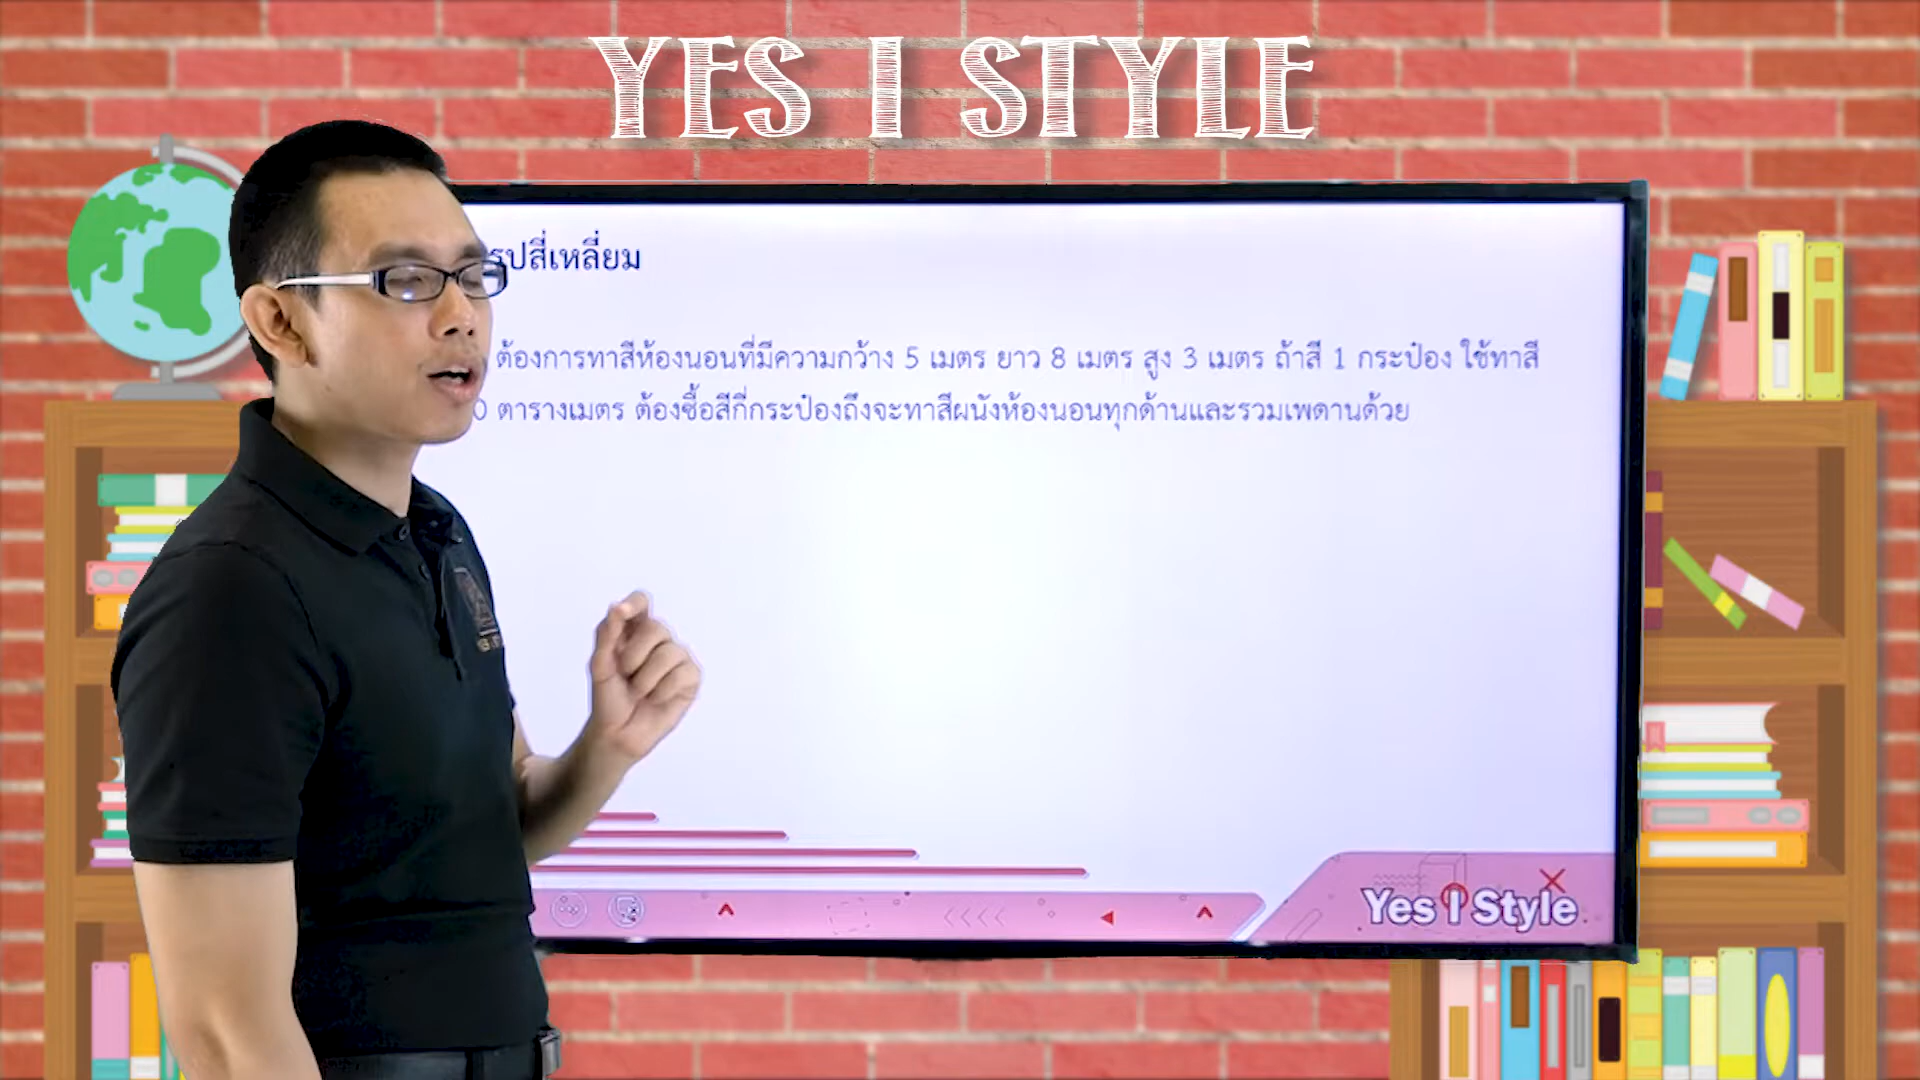 YES I STYLE
รูปสี่เหลี่ยม
ต้องการทาสีห้องนอนที่มีความกว้าง 5 เมตร ยาว 8 เมตร สูง 3 เมตร ถ้าสี 1 กระป๋อง ใช้ทาสี
0 ตารางเมตร ต้องซื้อสีกี่กระป๋องถึงจะทาสีผนังห้องนอนทุกด้านและรวมเพดานด้วย
Yes I Style